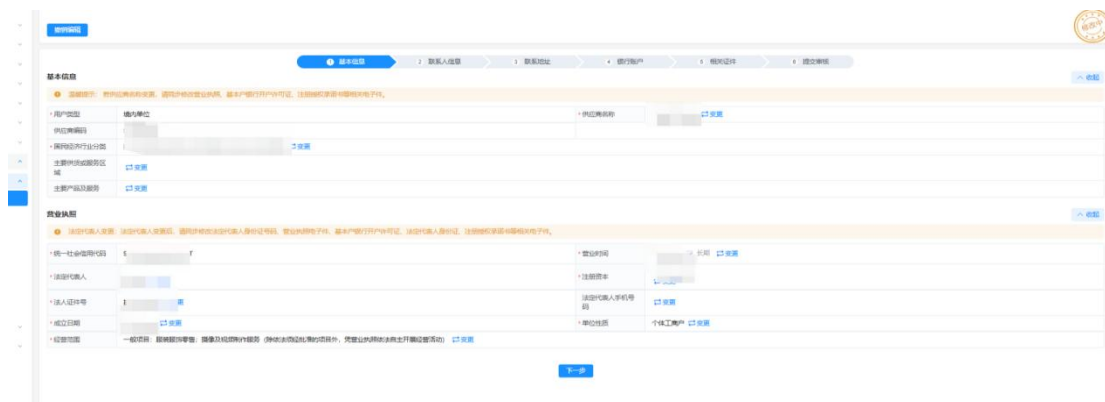 撤销编辑
修改中
1 基本信息 2 联系人信息 3 联系地址 4 银行账户 5 相关证件 6 提交审核
基本信息
收起
温馨提示：若供应商名称变更，请同步修改营业执照、基本户银行开户许可证、注册授权承诺书等相关电子件。
*用户类型 境内单位 *供应商名称 变更
供应商编码
*国民经济行业分类 变更
主要供货或服务区域 变更
主要产品及服务 变更
营业执照
收起
法定代表人变更：法定代表人变更后，请同步修改法定代表人身份证号码、营业执照电子件、基本户银行开户许可证、法定代表人身份证、注册授权承诺书等相关电子件。
*统一社会信用代码 *营业时间 长期 变更
*法定代表人 *注册资本
*法人证件号 更 法定代表人手机号码 变更
*成立日期 变更 *单位性质 个体工商户 变更
*经营范围 一般项目：服装服饰零售；摄像及视频制作服务（除依法须经批准的项目外，凭营业执照依法自主开展经营活动） 变更
下一步